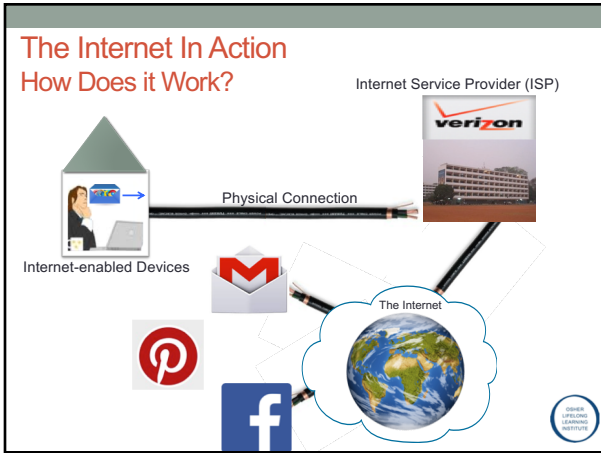 The Internet In Action
How Does it Work?
Internet Service Provider (ISP)
verizon
Physical Connection
Internet-enabled Devices
The Internet
OSHER
LIFELONG
LEARNING
INSTITUTE